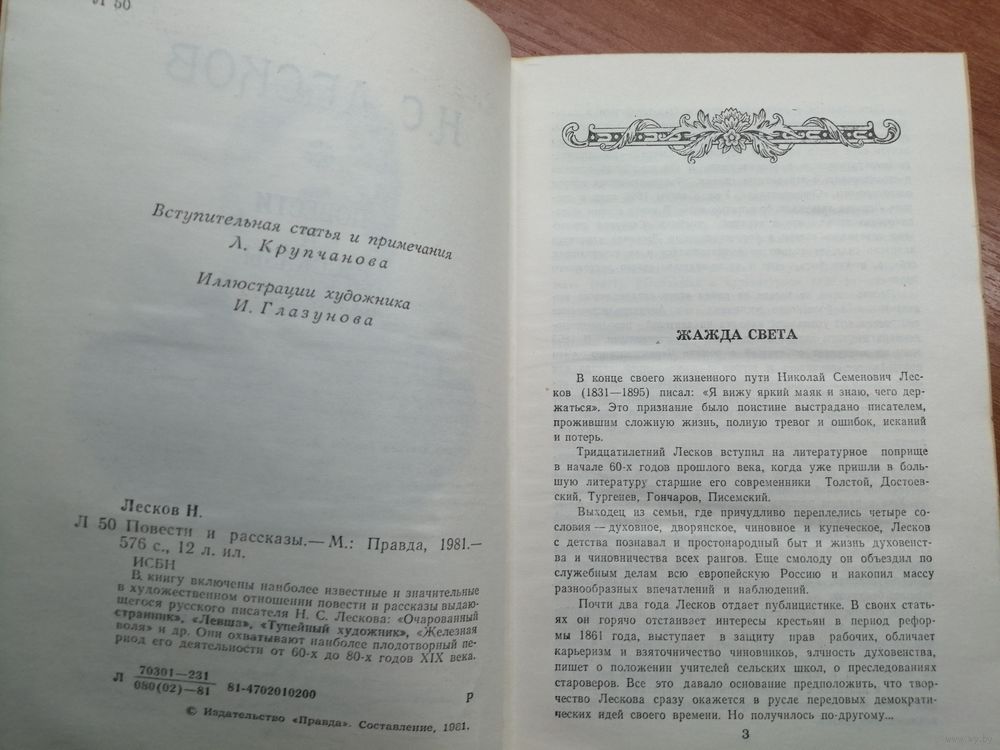 Л 50
Вступительная статья и примечания
Л. Крупчанова
Иллюстрации художника
И. Глазунова
Лесков Н.
Л 50 Повести и рассказы.— М.: Правда, 1981.—
576 с., 12 л. ил.
ИСБН
В книгу включены наиболее известные и значительные
в художественном отношении повести и рассказы выдаю-
щегося русского писателя Н. С. Лескова: «Очарованный
странник», «Левша», «Тупейный художник», «Железная
воля» и др. Они охватывают наиболее плодотворный пе-
риод его деятельности от 60-х до 80-х годов XIX века.
Л 70301—231
080(02)—81 81-4702010200
Р
© Издательство «Правда». Составление, 1981.
ЖАЖДА СВЕТА
В конце своего жизненного пути Николай Семенович Лес-
ков (1831—1895) писал: «Я вижу яркий маяк и знаю, чего дер-
жаться». Это признание было поистине выстрадано писателем,
прожившим сложную жизнь, полную тревог и ошибок, исканий
и потерь.
Тридцатилетний Лесков вступил на литературное поприще
в начале 60-х годов прошлого века, когда уже пришли в боль-
шую литературу старшие его современники Толстой, Достоев-
ский, Тургенев, Гончаров, Писемский.
Выходец из семьи, где причудливо переплелись четыре со-
словия — духовное, дворянское, чиновное и купеческое, Лесков
с детства познавал и простонародный быт и жизнь духовенст-
ва и чиновничества всех рангов. Еще смолоду он объездил по
служебным делам всю европейскую Россию и накопил массу
разнообразных впечатлений и наблюдений.
Почти два года Лесков отдает публицистике. В своих стать-
ях он горячо отстаивает интересы крестьян в период рефор-
мы 1861 года, выступает в защиту прав рабочих, обличает
карьеризм и взяточничество чиновников, алчность духовенства,
пишет о положении учителей сельских школ, о преследованиях
староверов. Все это давало основание предположить, что твор-
чество Лескова сразу окажется в русле передовых демократи-
ческих идей своего времени. Но получилось по-другому...
3